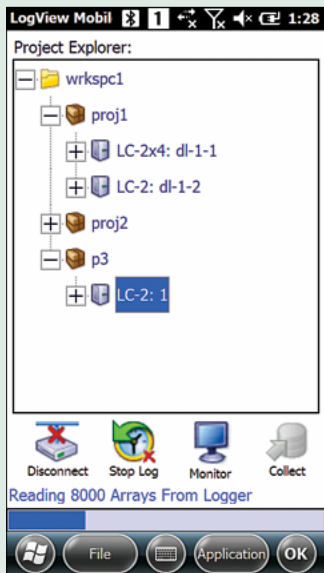 LogView Mobil 1 1:28
Project Explorer:
wrkspc1
proj1
LC-2x4: dl-1-1
LC-2: dl-1-2
proj2
p3
LC-2: 1
Disconnect Stop Log Monitor Collect
Reading 8000 Arrays From Logger
File Application OK